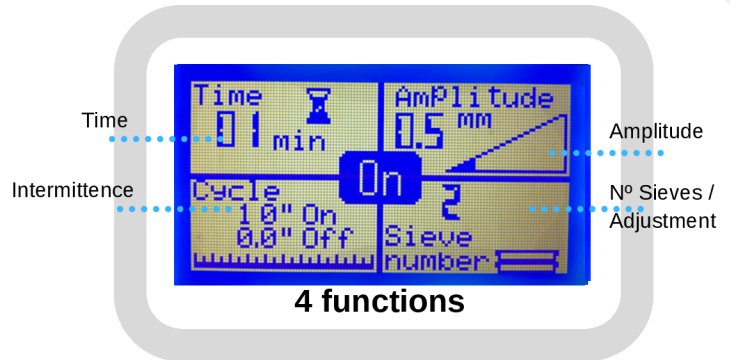 Time
Amplitude
01 min
0.5 mm
On
Cycle
10" On
0.0" Off
2
Sieve
number
Time
Intermittence
Amplitude
Nº Sieves /
Adjustment
4 functions